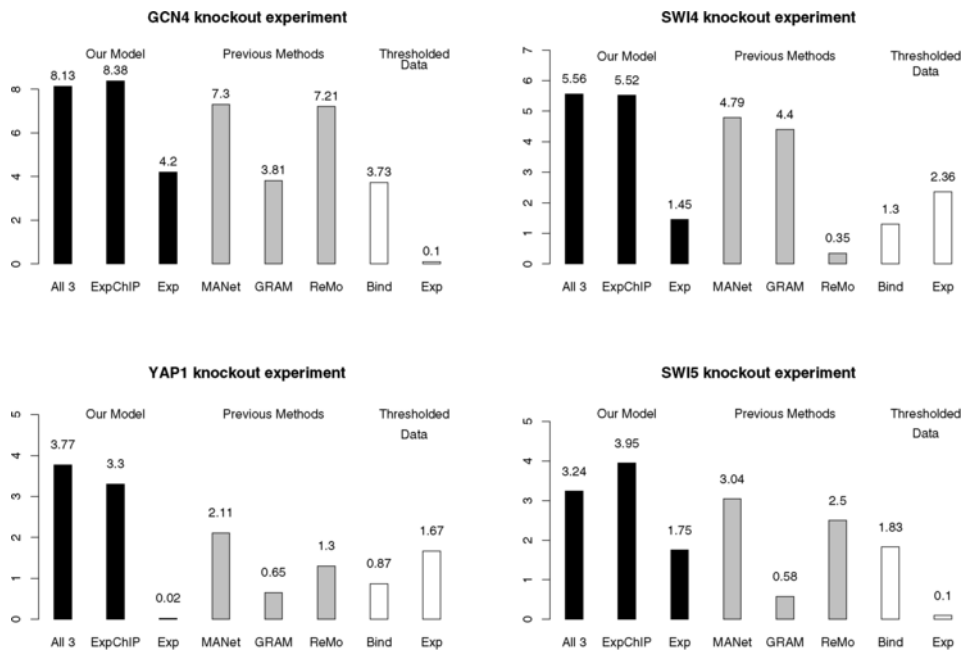 GCN4 knockout experiment
Our Model Previous Methods Thresholded
Data
8.13 8.38 4.2 7.3 3.81 7.21 3.73 0.1
8
6
4
2
0
All 3 ExpChIP Exp MANet GRAM ReMo Bind Exp
SWI4 knockout experiment
Our Model Previous Methods Thresholded
Data
5.56 5.52 1.45 4.79 4.4 0.35 1.3 2.36
7
6
5
4
3
2
1
0
All 3 ExpChIP Exp MANet GRAM ReMo Bind Exp
YAP1 knockout experiment
Our Model Previous Methods Thresholded
Data
3.77 3.3 0.02 2.11 0.65 1.3 0.87 1.67
5
4
3
2
1
0
All 3 ExpChIP Exp MANet GRAM ReMo Bind Exp
SWI5 knockout experiment
Our Model Previous Methods Thresholded
Data
3.24 3.95 1.75 3.04 0.58 2.5 1.83 0.1
5
4
3
2
1
0
All 3 ExpChIP Exp MANet GRAM ReMo Bind Exp